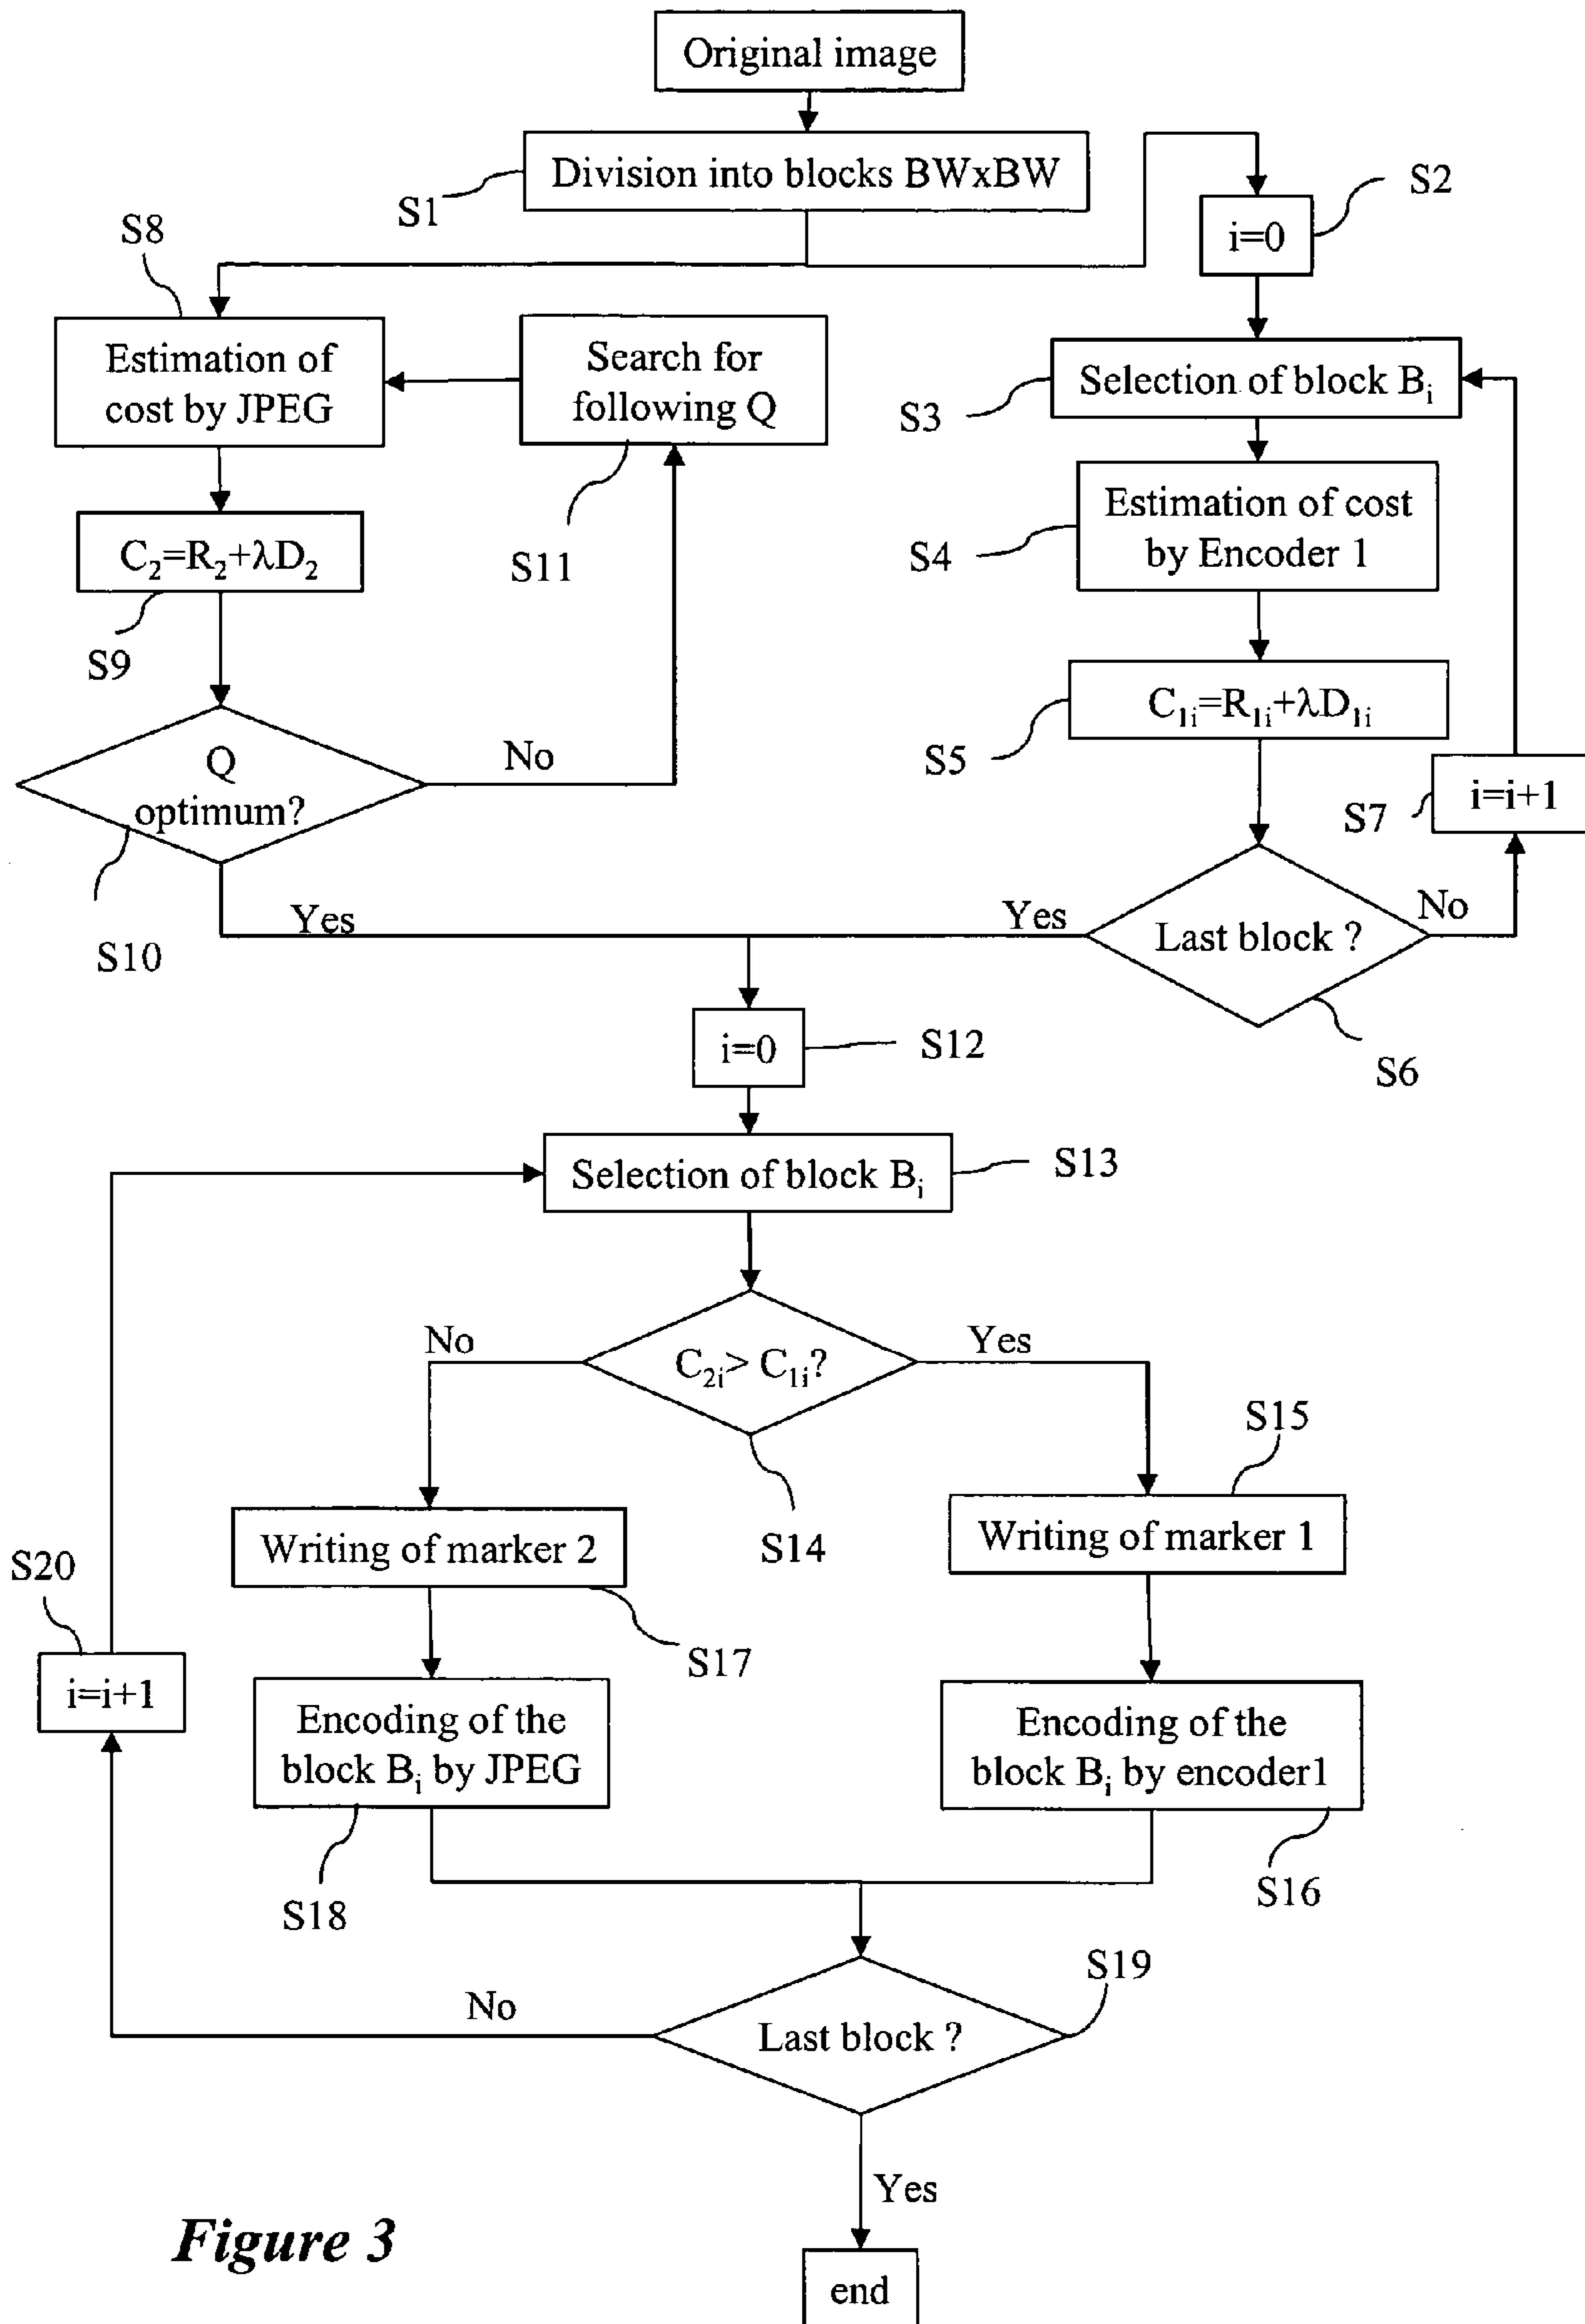 Original image
Division into blocks BWxBW
S1
S2
i=0
S8
Estimation of
cost by JPEG
Search for
following Q
S11
Selection of block Bi
S3
Estimation of cost
by Encoder 1
S4
C2=R2+λD2
S9
C1i=R1i+λD1i
S5
Q
optimum?
No
S10
Yes
i=i+1
S7
Last block ?
Yes
No
S6
i=0
S12
Selection of block Bi
S13
C2i> C1i?
No
Yes
S14
S15
Writing of marker 2
S17
Writing of marker 1
S20
i=i+1
Encoding of the
block Bi by JPEG
S18
Encoding of the
block Bi by encoder1
S16
Last block ?
S19
No
Yes
end
Figure 3